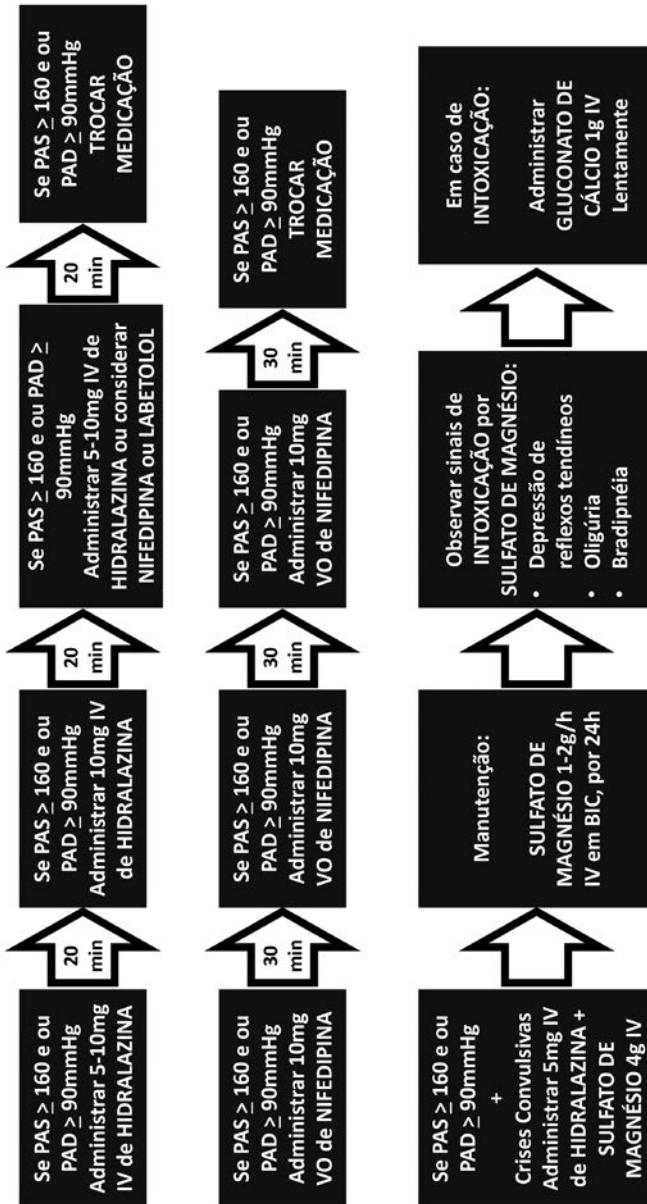 Se PAS ≥ 160 e ou
PAD ≥ 90mmHg
Administrar 5-10mg
IV de HIDRALAZINA
20
min
Se PAS ≥ 160 e ou
PAD ≥ 90mmHg
Administrar 10mg IV
de HIDRALAZINA
20
min
Se PAS ≥ 160 e ou PAD ≥
90mmHg
Administrar 5-10mg IV de
HIDRALAZINA ou considerar
NIFEDIPINA ou LABETOLOL
20
min
Se PAS ≥ 160 e ou
PAD ≥ 90mmHg
TROCAR
MEDICAÇÃO
Se PAS ≥ 160 e ou
PAD ≥ 90mmHg
Administrar 10mg
VO de NIFEDIPINA
30
min
Se PAS ≥ 160 e ou
PAD ≥ 90mmHg
Administrar 10mg
VO de NIFEDIPINA
30
min
Se PAS ≥ 160 e ou
PAD ≥ 90mmHg
Administrar 10mg
VO de NIFEDIPINA
30
min
Se PAS ≥ 160 e ou
PAD ≥ 90mmHg
TROCAR
MEDICAÇÃO
Se PAS ≥ 160 e ou
PAD ≥ 90mmHg
+
Crises Convulsivas
Administrar 5mg IV
de HIDRALAZINA +
SULFATO DE
MAGNÉSIO 4g IV
Manutenção:
SULFATO DE
MAGNÉSIO 1-2g/h
IV em BIC, por 24h
Observar sinais de
INTOXICAÇÃO por
SULFATO DE MAGNÉSIO:
• Depressão de
reflexos tendíneos
• Oligúria
• Bradipnéia
Em caso de
INTOXICAÇÃO:
Administrar
GLUCONATO DE
CÁLCIO 1g IV
Lentamente